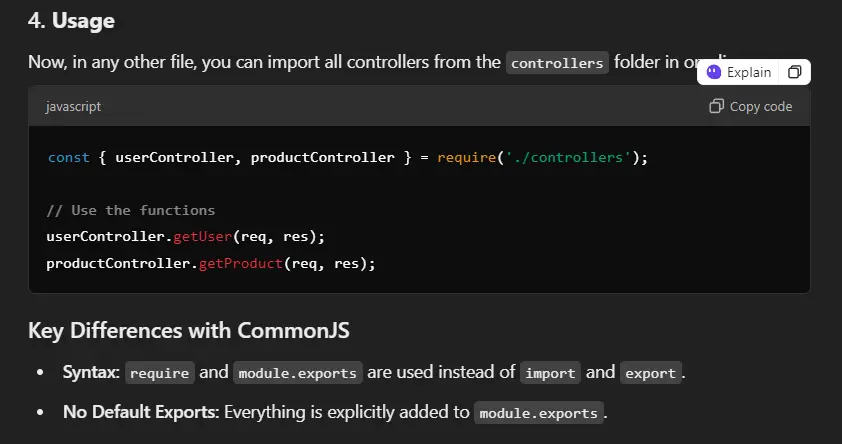 4. Usage
Now, in any other file, you can import all controllers from the controllers folder in
Explain
javascript
Copy code
const { userController, productController } = require('./controllers');
// Use the functions
userController.getUser(req, res);
productController.getProduct(req, res);
Key Differences with CommonJS
• Syntax: require and module.exports are used instead of import and export.
• No Default Exports: Everything is explicitly added to module.exports.